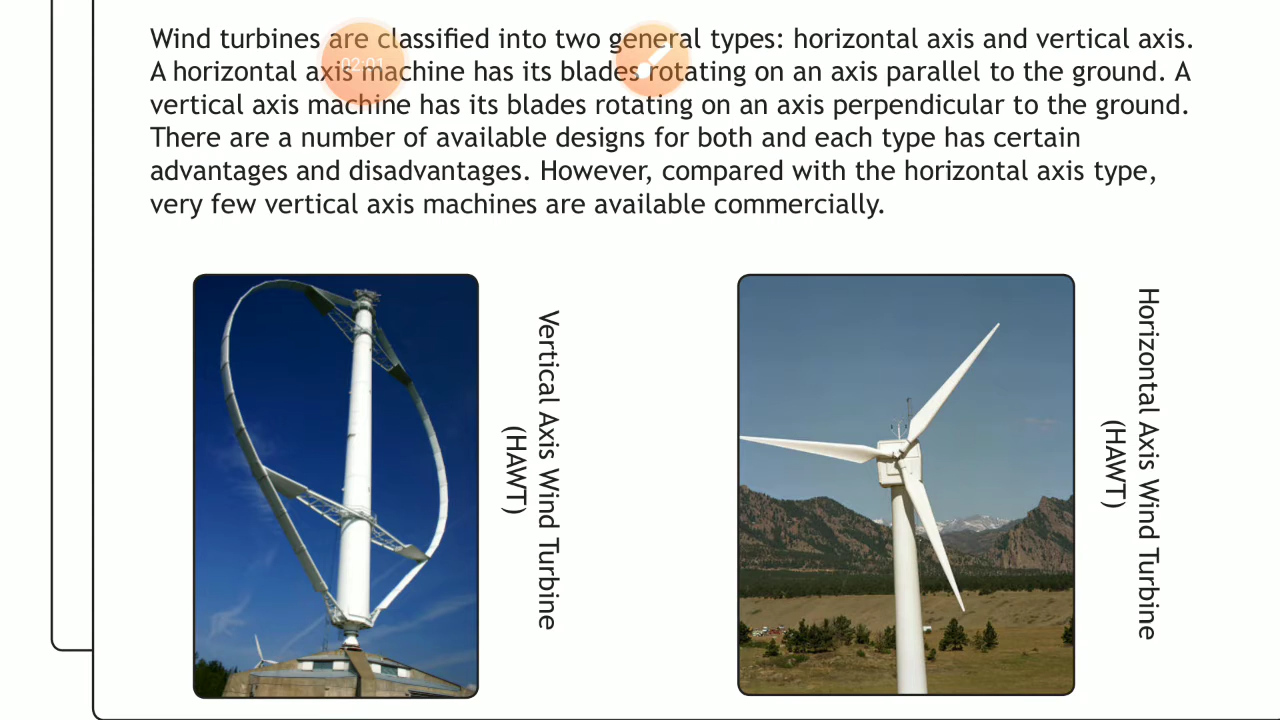 Wind turbines are classified into two general types: horizontal axis and vertical axis.
A horizontal axis machine has its blades rotating on an axis parallel to the ground. A
vertical axis machine has its blades rotating on an axis perpendicular to the ground.
There are a number of available designs for both and each type has certain
advantages and disadvantages. However, compared with the horizontal axis type,
very few vertical axis machines are available commercially.
02:01
Vertical Axis Wind Turbine
(HAWT)
Horizontal Axis Wind Turbine
(HAWT)